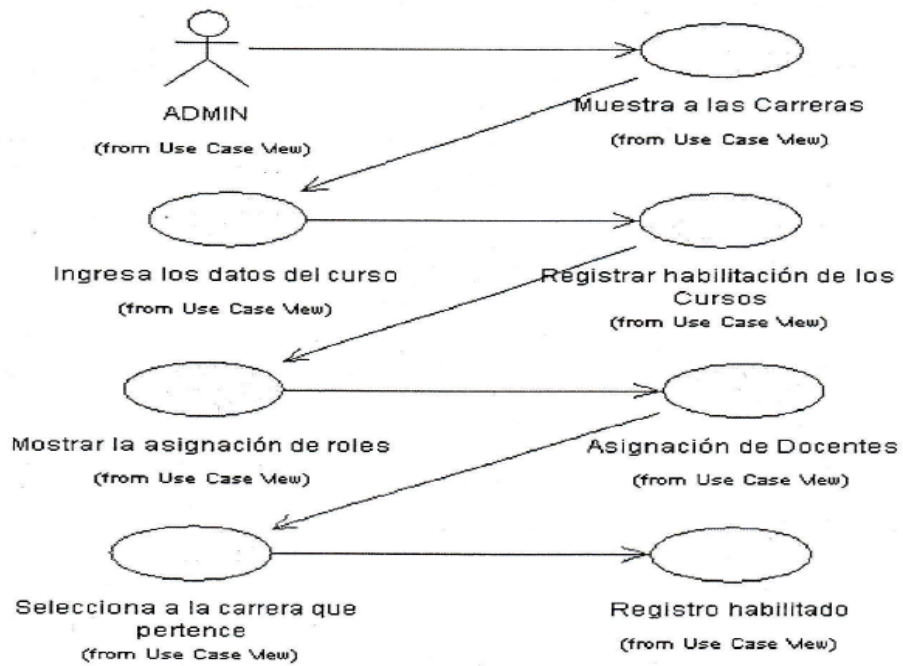 ADMIN
(from Use Case View)
Muestra a las Carreras
(from Use Case View)
Ingresa los datos del curso
(from Use Case View)
Registrar habilitación de los
Cursos
(from Use Case View)
Mostrar la asignación de roles
(from Use Case View)
Asignación de Docentes
(from Use Case View)
Selecciona a la carrera que
pertence
(from Use Case View)
Registro habilitado
(from Use Case View)